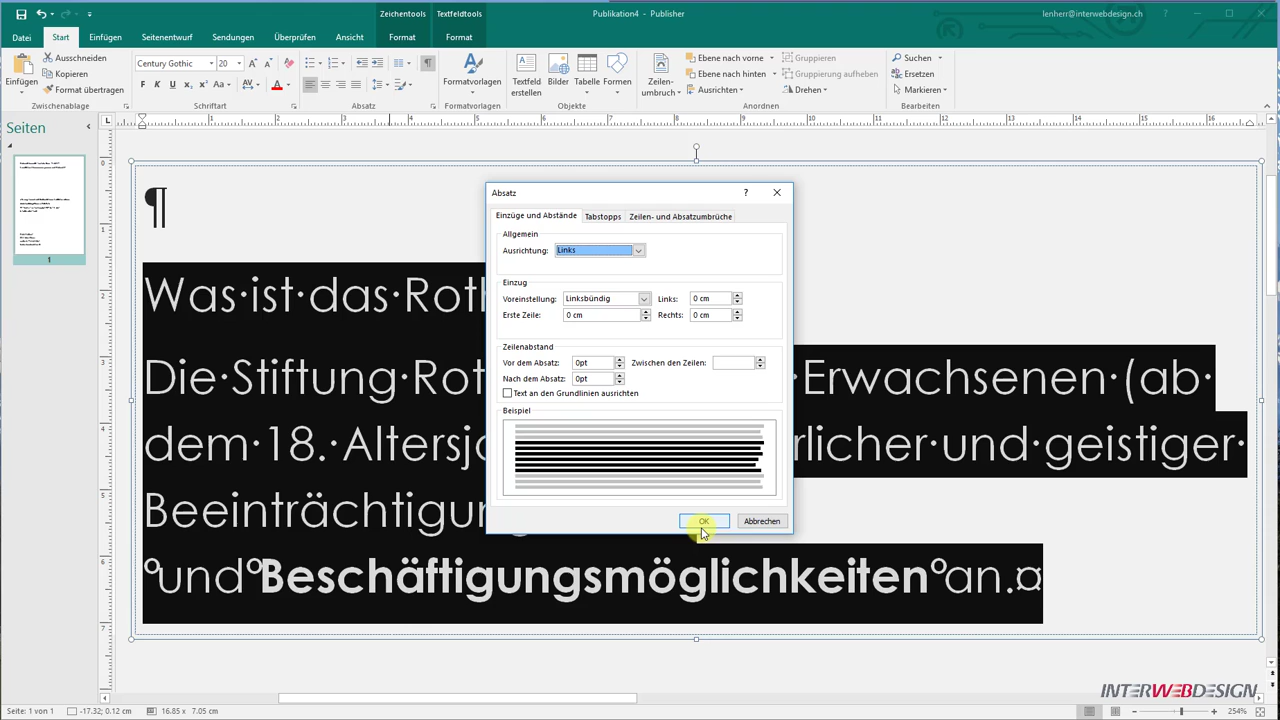 Zeichentools Textfeldtools Publikation4 - Publisher lenherr@interwebdesign.ch
Datei Start Einfügen Seitenentwurf Sendungen Überprüfen Ansicht Format Format
Einfügen
Ausschneiden
Kopieren
Format übertragen
Zwischenablage
Century Gothic 20
F K U
Schriftart
Absatz
Formatvorlagen
Formatvorlagen
Textfeld erstellen
Bilder
Tabelle
Formen
Objekte
Zeilen-
umbruch
Ebene nach vorne
Ebene nach hinten
Ausrichten
Gruppieren
Gruppierung aufheben
Drehen
Anordnen
Suchen
Ersetzen
Markieren
Bearbeiten
Seiten
1
¶
Was·ist·das·Roth
Die·Stiftung·Rot Erwachsenen·(ab·
dem·18.·Altersj rlicher·und·geistiger·
Beeinträchtigun
°und°Beschäftigungsmöglichkeiten°an.¤
Absatz ?
Einzüge und Abstände Tabstopps Zeilen- und Absatzumbrüche
Allgemein
Ausrichtung: Links
Einzug
Voreinstellung: Linksbündig Links: 0 cm
Erste Zeile: 0 cm Rechts: 0 cm
Zeilenabstand
Vor dem Absatz: 0pt Zwischen den Zeilen:
Nach dem Absatz: 0pt
Text an den Grundlinien ausrichten
Beispiel
OK Abbrechen
INTERWEBDESIGN
Seite: 1 von 1 -17.32; 0.12 cm 16.85 x 7.05 cm 254%